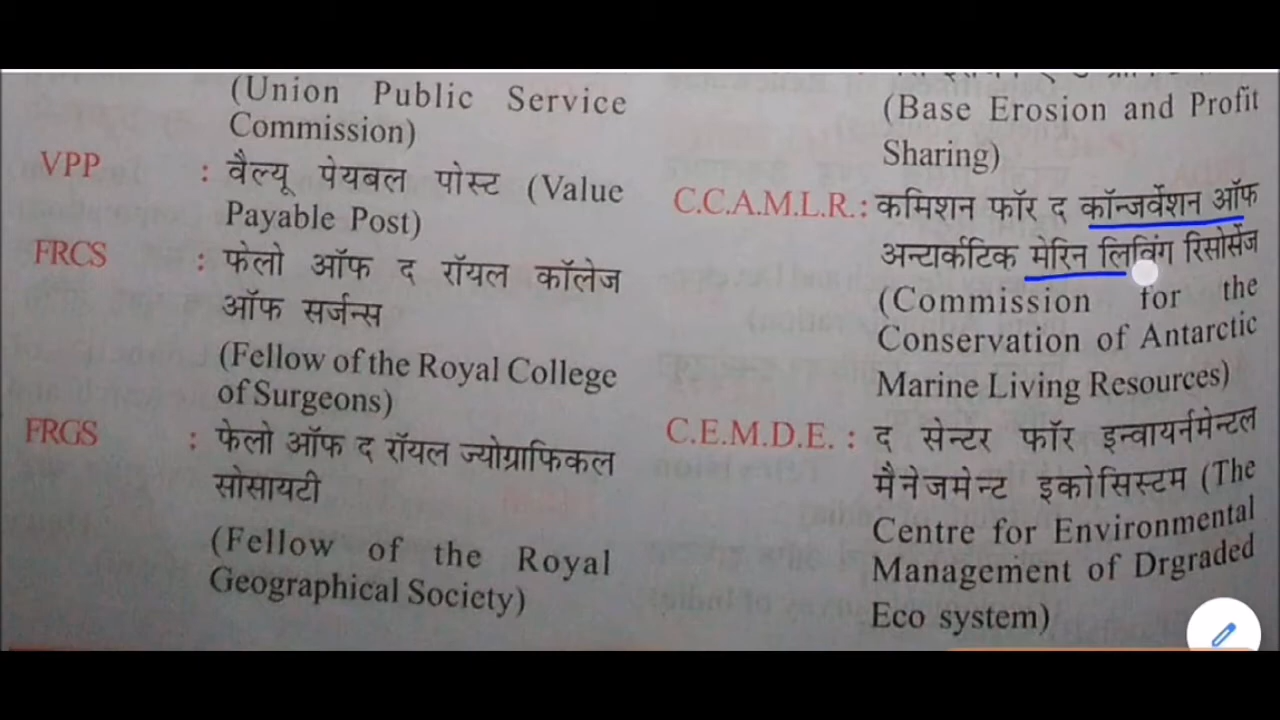 (Union Public Service
Commission)
VPP : वैल्यू पेयबल पोस्ट (Value
Payable Post)
FRCS : फेलो ऑफ द रॉयल कॉलेज
ऑफ सर्जन्स
(Fellow of the Royal College
of Surgeons)
FRGS : फेलो ऑफ द रॉयल ज्योग्राफिकल
सोसायटी
(Fellow of the Royal
Geographical Society)
(Base Erosion and Profit
Sharing)
C.C.A.M.L.R. : कमिशन फॉर द कॉन्जर्वेशन ऑफ
अन्टार्कटिक मेरिन लिविंग रिसोर्सेज
(Commission for the
Conservation of Antarctic
Marine Living Resources)
C.E.M.D.E. : द सेन्टर फॉर इन्वायर्नमेन्टल
मैनेजमेन्ट इकोसिस्टम (The
Centre for Environmental
Management of Drgraded
Eco system)